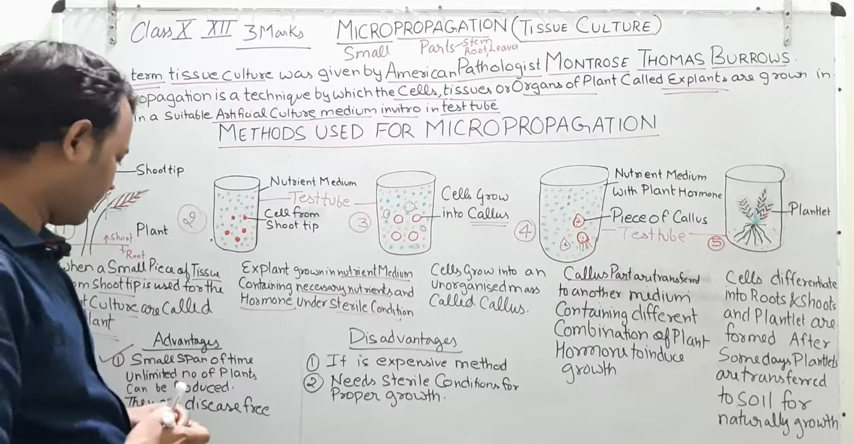 Class X XII 3 Marks
MICROPROPAGATION (TISSUE CULTURE)
Small Parts Stem
Root, Leaves
term tissue culture was given by American Pathologist MONTROSE THOMAS BURROWS.
opagation is a technique by which the Cells, tissues or Organs of Plant Called Explants are grown in
in a suitable Artificial Culture medium invitro in test tube
METHODS USED FOR MICROPROPAGATION
Shoot tip
Plant
Shoot
Root
when a Small Piece of Tissue
om shoot tip is used for the
Culture are Called
lant
2
Nutrient Medium
Test tube
Cell from
Shoot tip
Explant grown in nutrient Medium
Containing necessary nutrients and
Hormone under Sterile Condition
3
Cells Grow
into Callus
Cells Grow into an
unorganised mass
Called Callus.
4
Nutrient Medium
with Plant Hormone
Piece of Callus
Test tube
Callus Part are transferd
to another medium
Containing different
Combination of Plant
Hormone to induce
growth
5
Plantlet
Cells differentiate
into Roots & Shoots
and Plantlet are
formed After
Some days Plantlets
are transferred
to soil for
naturally growth
Advantages
1 Small span of time
Unlimited no of Plants
Can be oduced.
The disease free
Disadvantages
1 It is expensive method
2 Needs Sterile Conditions for
Proper growth.